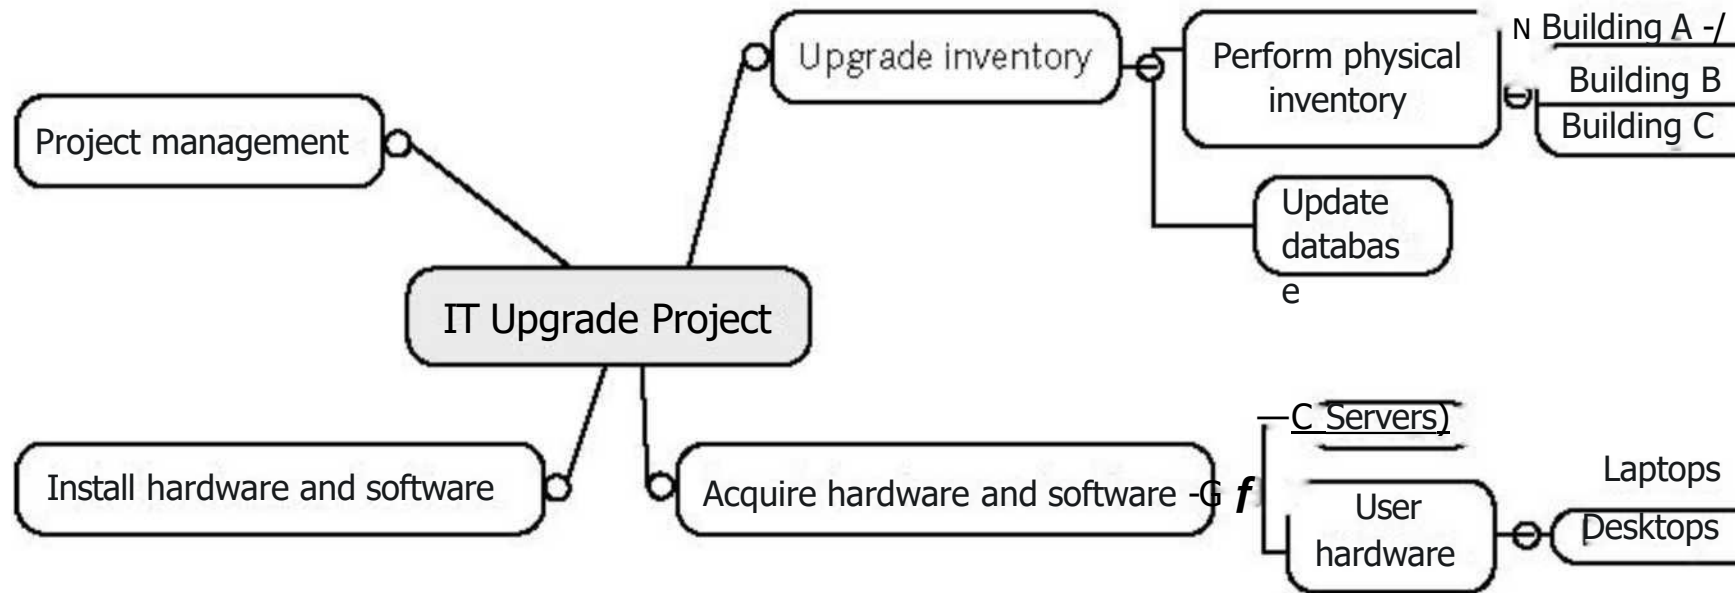 Upgrade inventory
Perform physical
inventory
N Building A -/
Building B
Building C
Project management
Update
databas
e
IT Upgrade Project
—C Servers)
Install hardware and software
Acquire hardware and software -G f
User
hardware
Laptops
Desktops